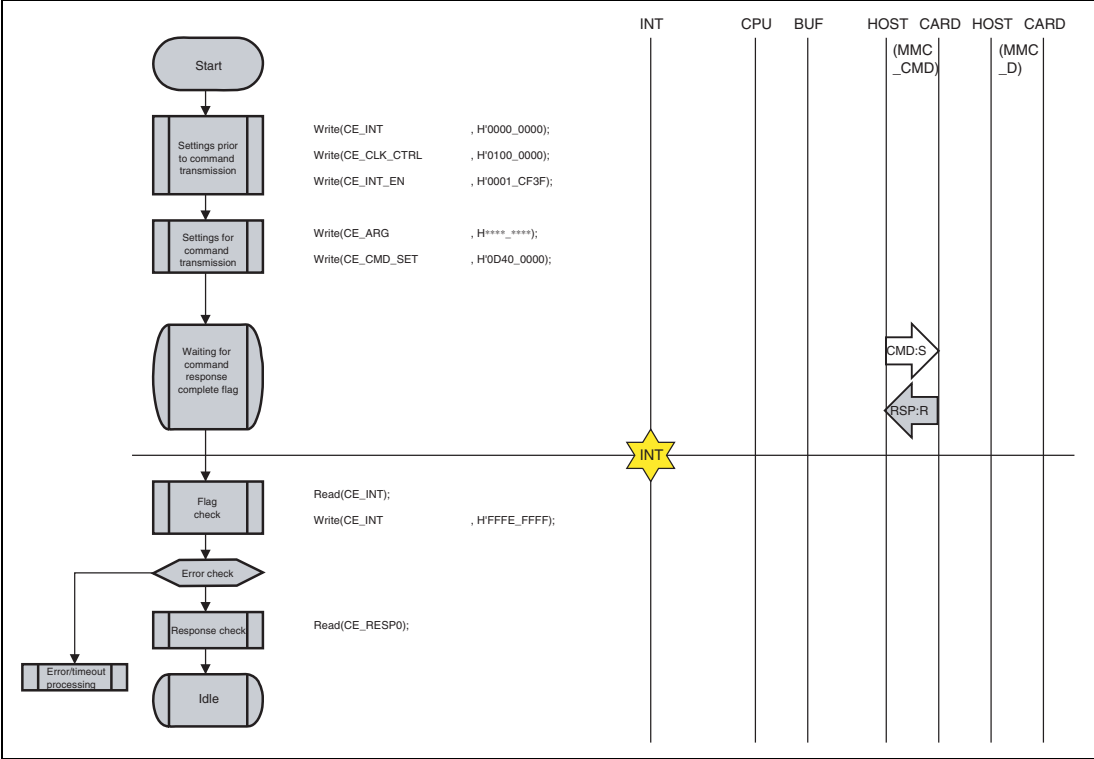 INT CPU BUF HOST CARD HOST CARD
(MMC
_CMD)
(MMC
_D)
Start
Settings prior
to command
transmission
Write(CE_INT , H'0000_0000);
Write(CE_CLK_CTRL , H'0100_0000);
Write(CE_INT_EN , H'0001_CF3F);
Settings for
command
transmission
Write(CE_ARG , H****_****);
Write(CE_CMD_SET , H'0D40_0000);
Waiting for
command
response
complete flag
CMD:S
RSP:R
INT
Flag
check
Read(CE_INT);
Write(CE_INT , H'FFFE_FFFF);
Error check
Response check
Read(CE_RESP0);
Error/timeout
processing
Idle